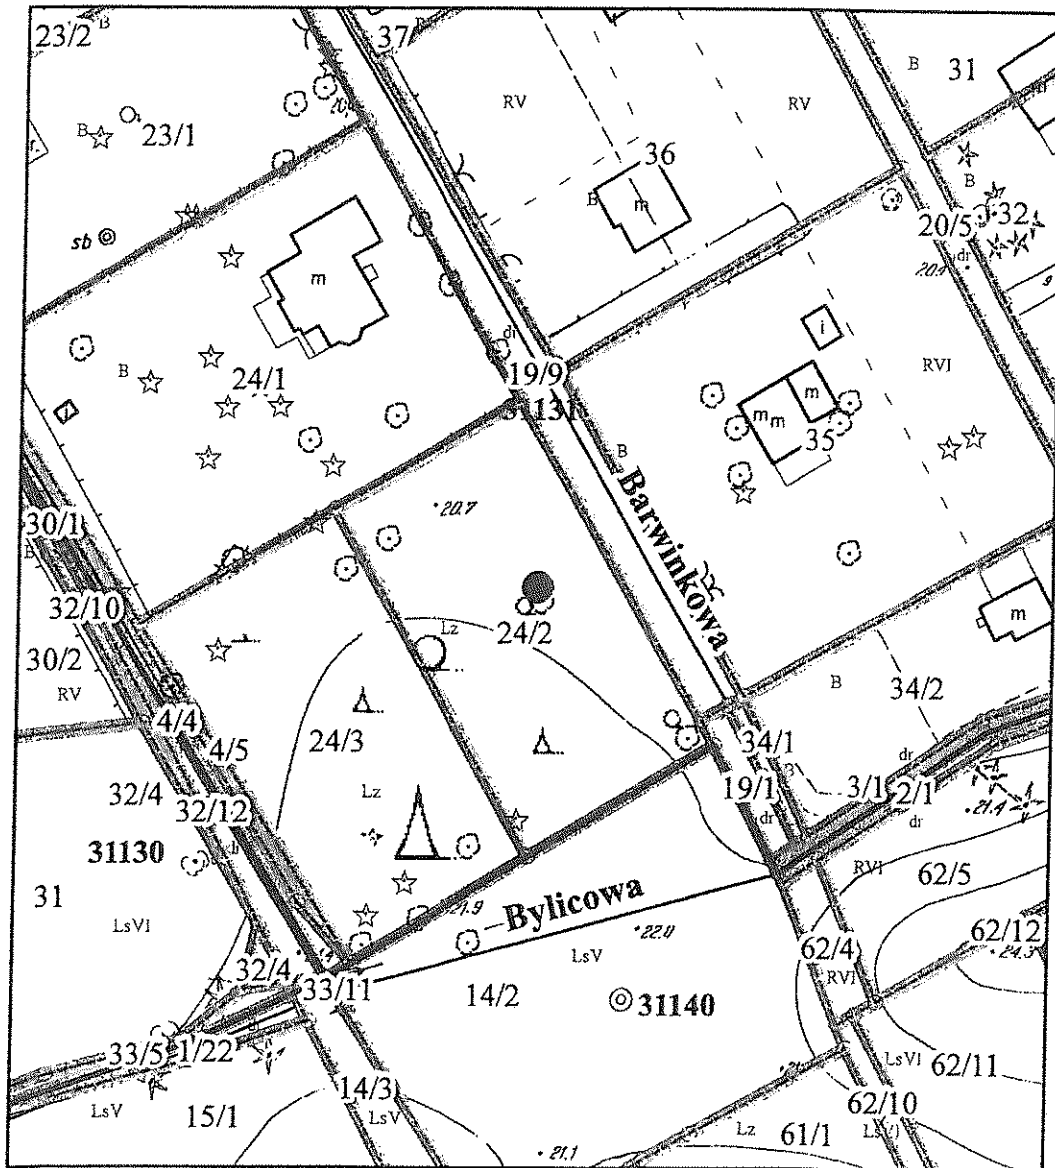 23/2
B
37
B
31
RV
RV
B
23/1
36
B
m
B
20/5
32
sb
m
dr
20.4
dr
B
24/1
i
19/9
31131
RVI
m
m m
35
B
20.7
Barwinkowa
30/1
B
32/10
Lz
24/2
m
30/2
RV
B
34/2
4/4
24/3
4/5
34/1
B
dr
32/4
Lz
32/12
19/1
3/1
2/1
dr
dr
21.4
31130
RVI
62/5
31
21.9
Bylicowa
LsVI
22.0
62/12
LsV
62/4
24.3
32/4
RVI
33/11
14/2
31140
33/5
1/22
LsVI
62/11
LsV
14/3
62/10
15/1
LsV
Lz
61/1
21.1